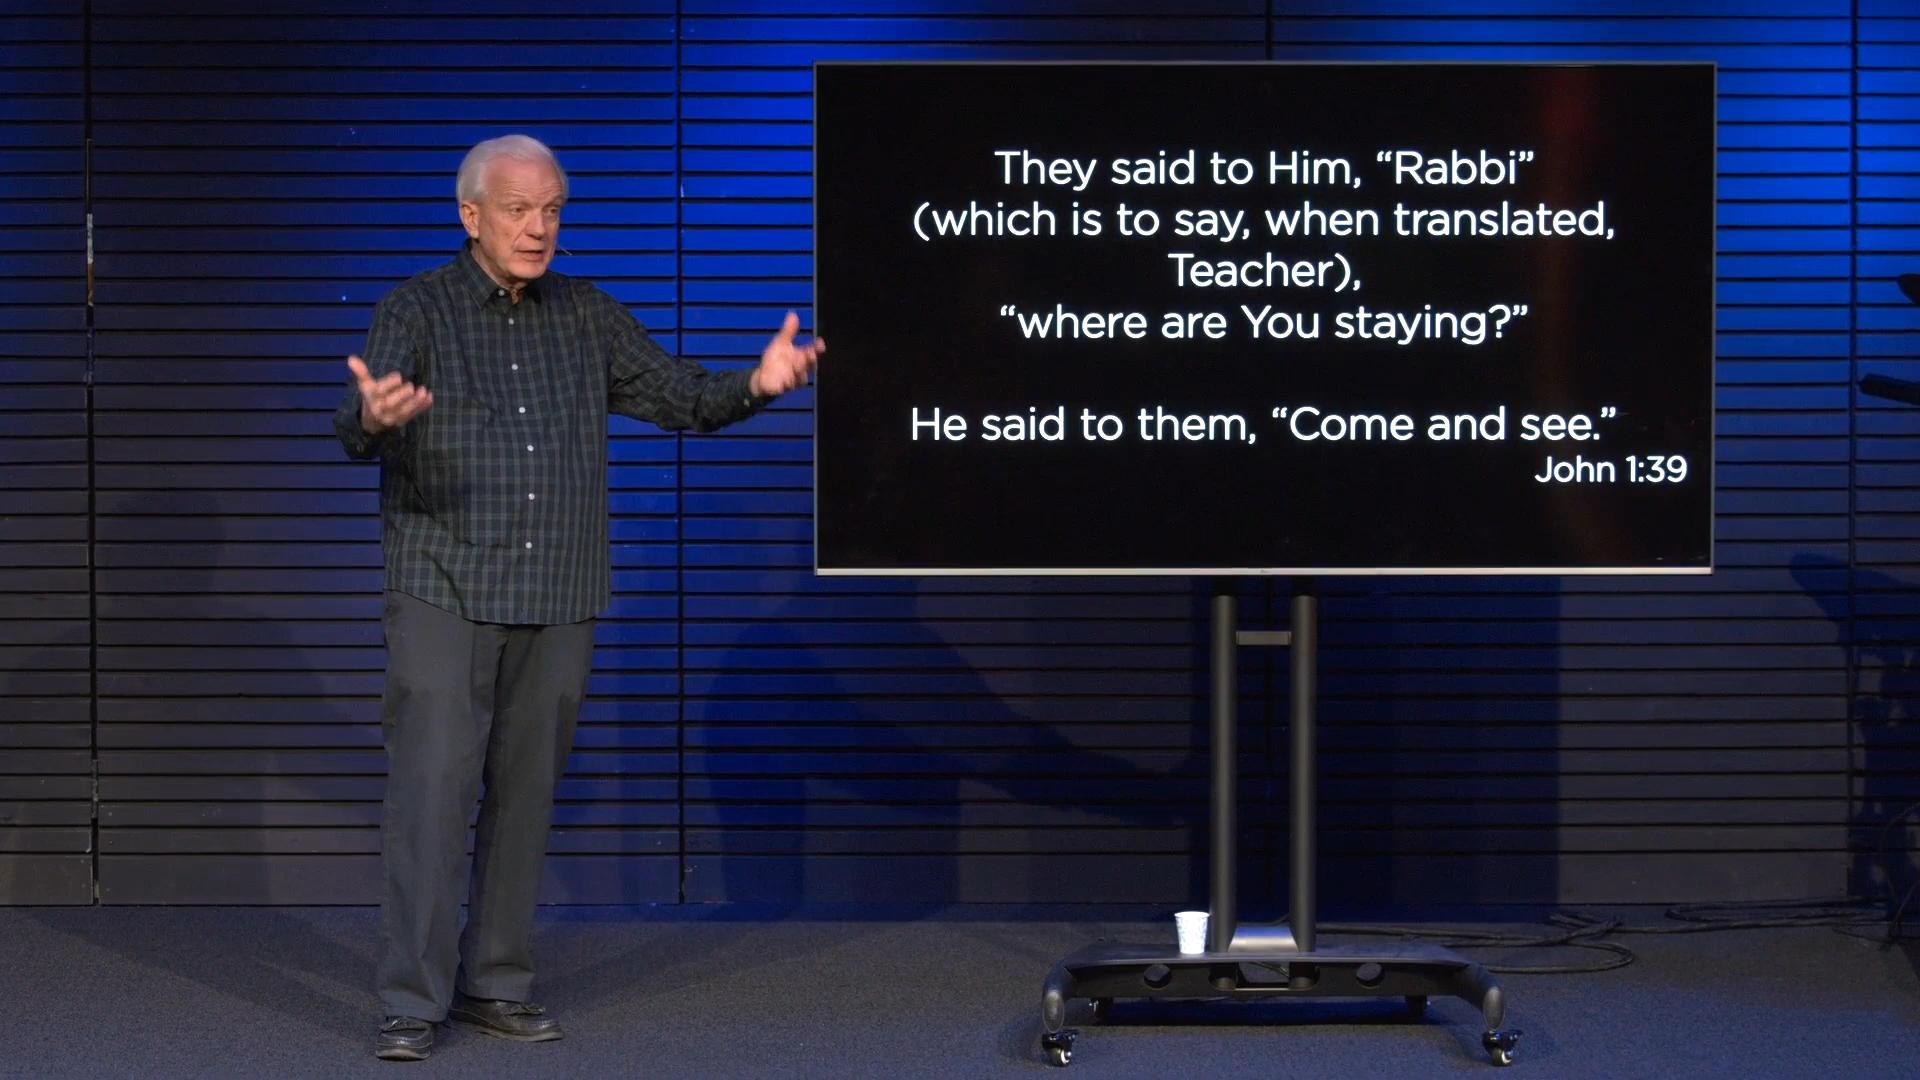 They said to Him, “Rabbi”
(which is to say, when translated,
Teacher),
“where are You staying?”
He said to them, “Come and see.”
John 1:39